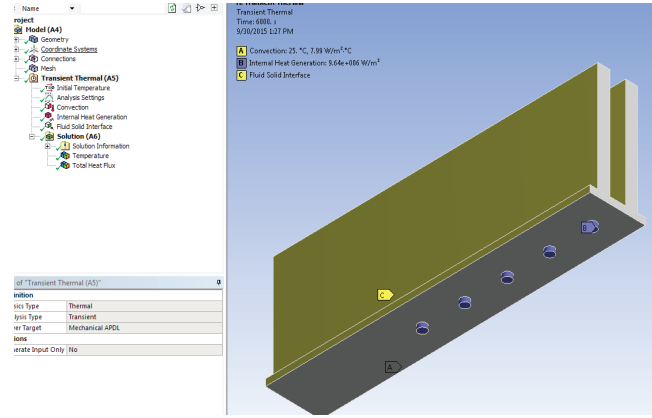 Name
roject
Model (A4)
Geometry
Coordinate Systems
Connections
Mesh
Transient Thermal (A5)
Initial Temperature
Analysis Settings
Convection
Internal Heat Generation
Fluid Solid Interface
Solution (A6)
Solution Information
Temperature
Total Heat Flux
of "Transient Thermal (A5)"
inition
sics Type Thermal
lysis Type Transient
er Target Mechanical APDL
ions
nerate Input Only No
Transient Thermal
Time: 6000. s
9/30/2015 1:27 PM
A Convection: 25. °C, 7.99 W/m²·°C
B Internal Heat Generation: 9.64e+006 W/m³
C Fluid Solid Interface
B
C
A